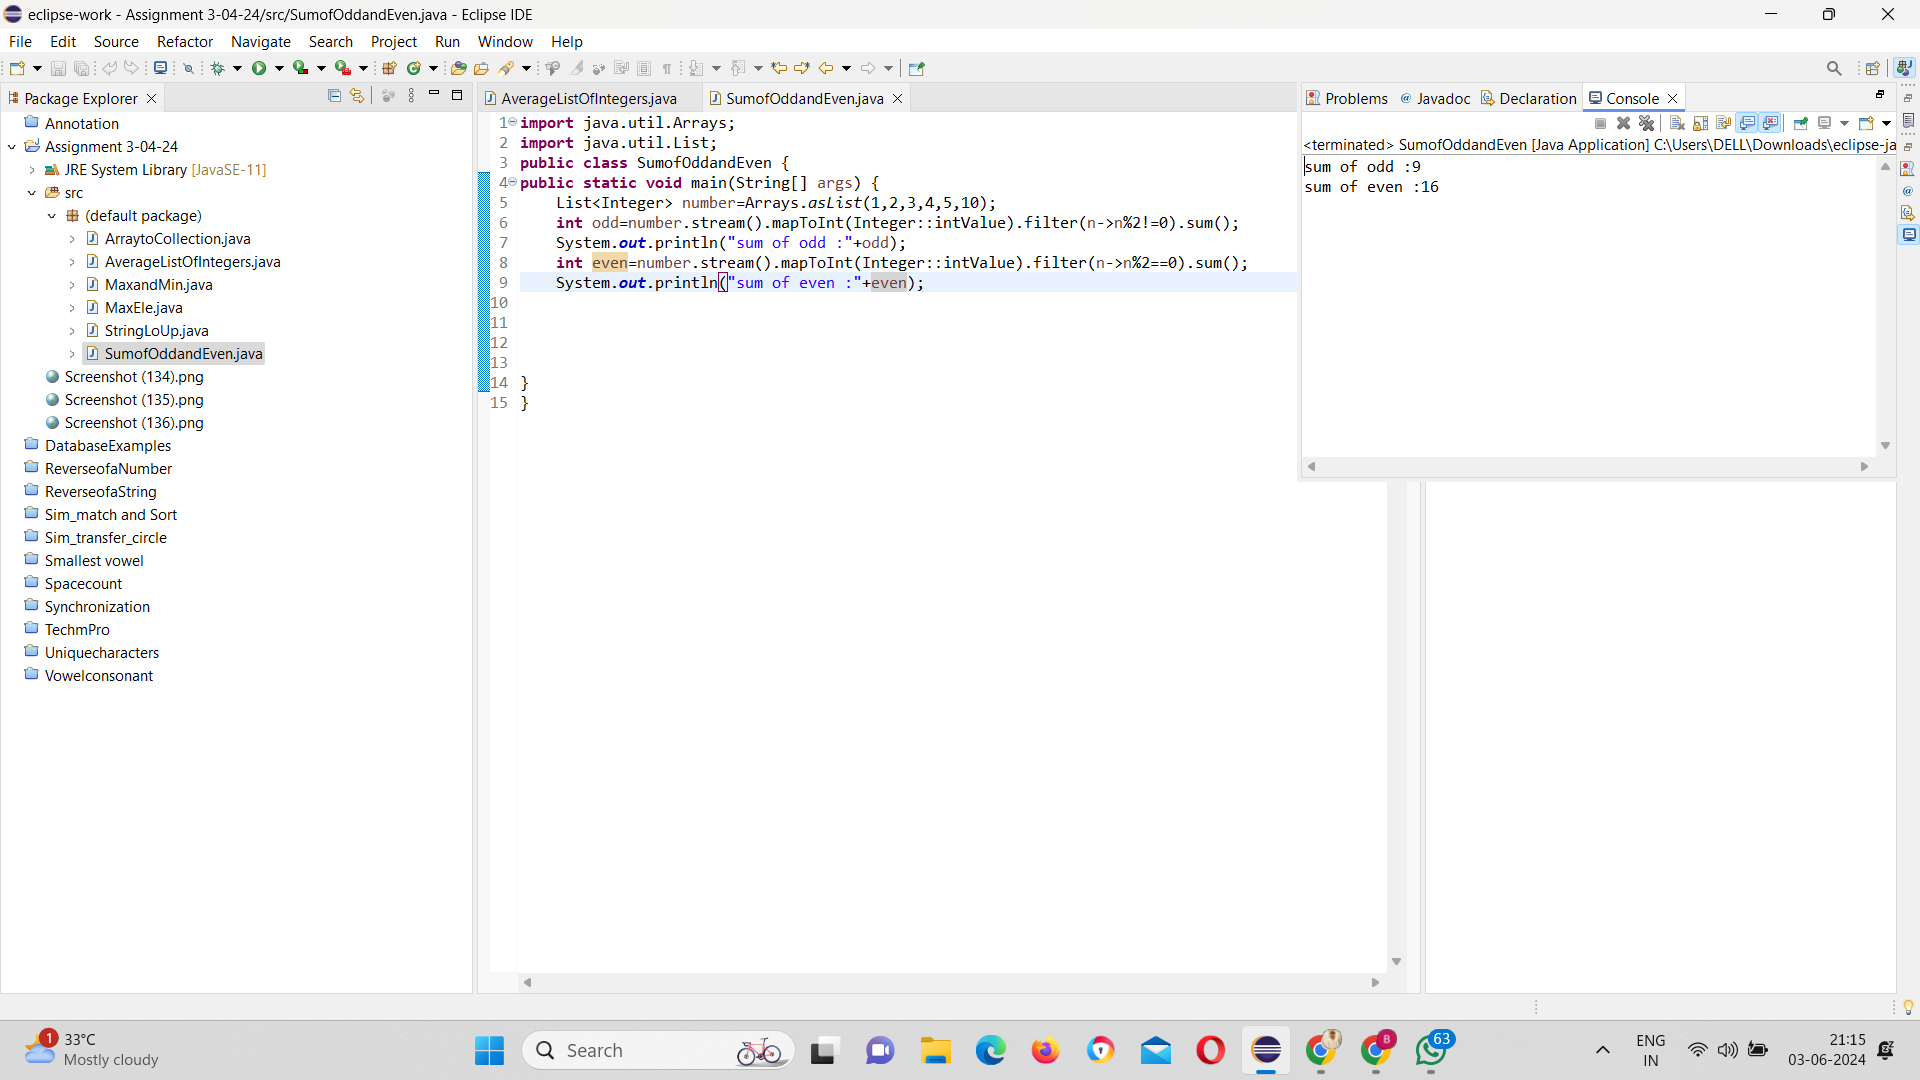 eclipse-work - Assignment 3-04-24/src/SumofOddandEven.java - Eclipse IDE
File Edit Source Refactor Navigate Search Project Run Window Help
Package Explorer
Annotation
Assignment 3-04-24
JRE System Library [JavaSE-11]
src
(default package)
ArraytoCollection.java
AverageListOfIntegers.java
MaxandMin.java
MaxEle.java
StringLoUp.java
SumofOddandEven.java
Screenshot (134).png
Screenshot (135).png
Screenshot (136).png
DatabaseExamples
ReverseofaNumber
ReverseofaString
Sim_match and Sort
Sim_transfer_circle
Smallest vowel
Spacecount
Synchronization
TechmPro
Uniquecharacters
Vowelconsonant
AverageListOfIntegers.java SumofOddandEven.java
1 import java.util.Arrays;
2 import java.util.List;
3 public class SumofOddandEven {
4 public static void main(String[] args) {
5 List<Integer> number=Arrays.asList(1,2,3,4,5,10);
6 int odd=number.stream().mapToInt(Integer::intValue).filter(n->n%2!=0).sum();
7 System.out.println("sum of odd :"+odd);
8 int even=number.stream().mapToInt(Integer::intValue).filter(n->n%2==0).sum();
9 System.out.println("sum of even :"+even);
10
11
12
13
14 }
15 }
Problems Javadoc Declaration Console
<terminated> SumofOddandEven [Java Application] C:\Users\DELL\Downloads\eclipse-ja
sum of odd :9
sum of even :16
1
33°C
Mostly cloudy
Search
B
63
ENG
IN
21:15
03-06-2024